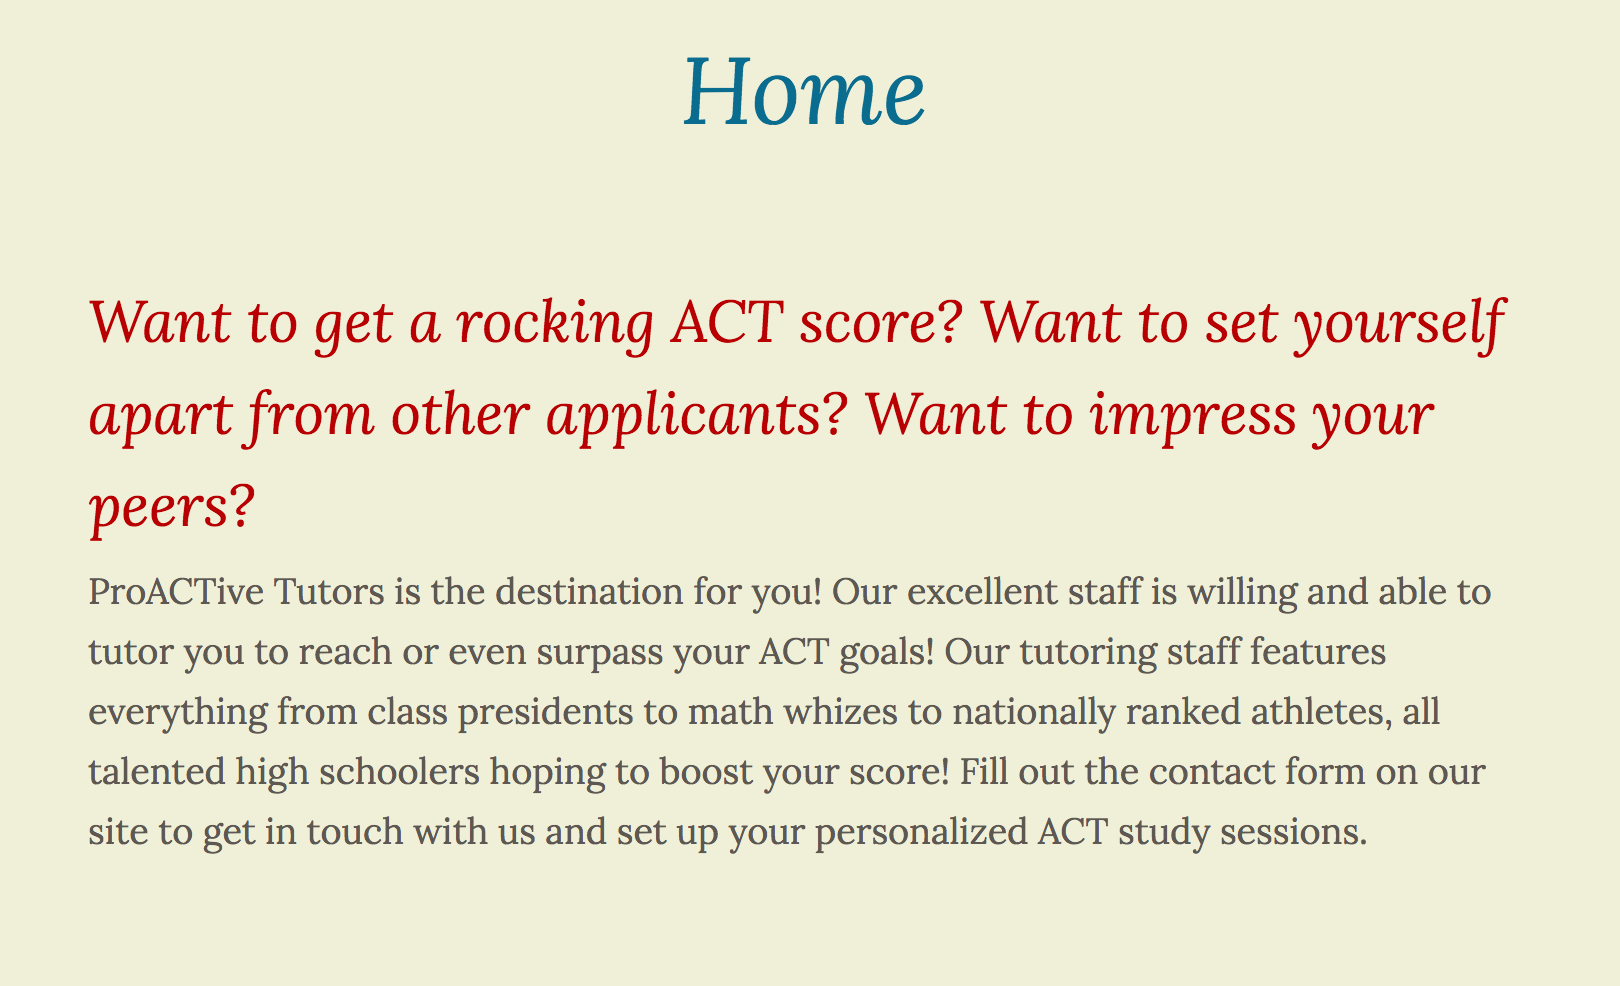 Home
Want to get a rocking ACT score? Want to set yourself
apart from other applicants? Want to impress your
peers?
ProACTive Tutors is the destination for you! Our excellent staff is willing and able to
tutor you to reach or even surpass your ACT goals! Our tutoring staff features
everything from class presidents to math whizes to nationally ranked athletes, all
talented high schoolers hoping to boost your score! Fill out the contact form on our
site to get in touch with us and set up your personalized ACT study sessions.